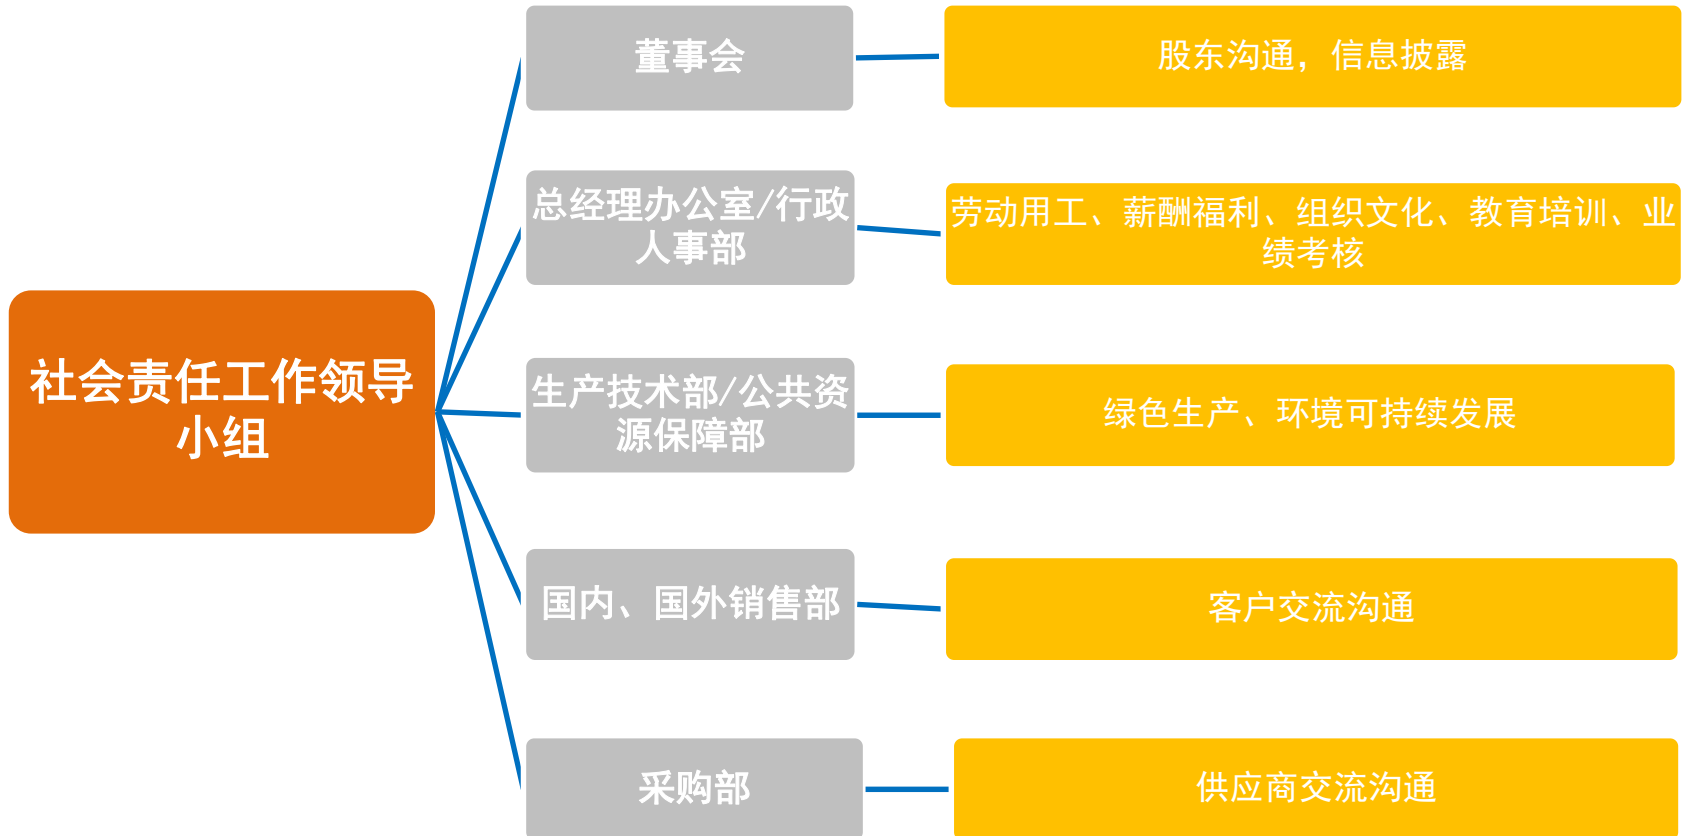 董事会
股东沟通，信息披露
总经理办公室/行政
人事部
劳动用工、薪酬福利、组织文化、教育培训、业
绩考核
社会责任工作领导
小组
生产技术部/公共资
源保障部
绿色生产、环境可持续发展
国内、国外销售部
客户交流沟通
采购部
供应商交流沟通